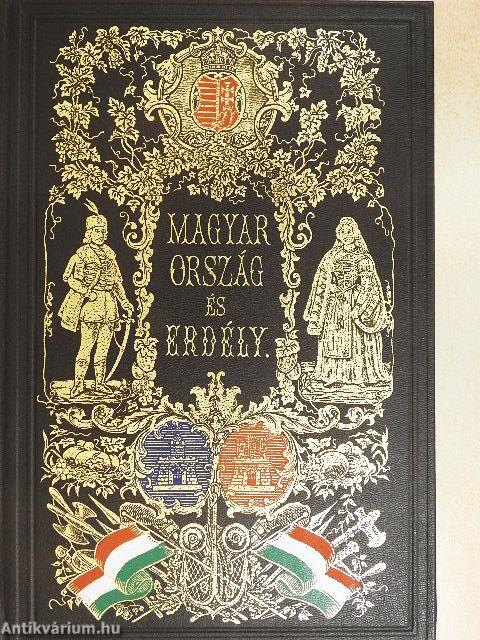 MAGYAR
ORSZÁG
ÉS
ERDÉLY.
Antikvárium.hu